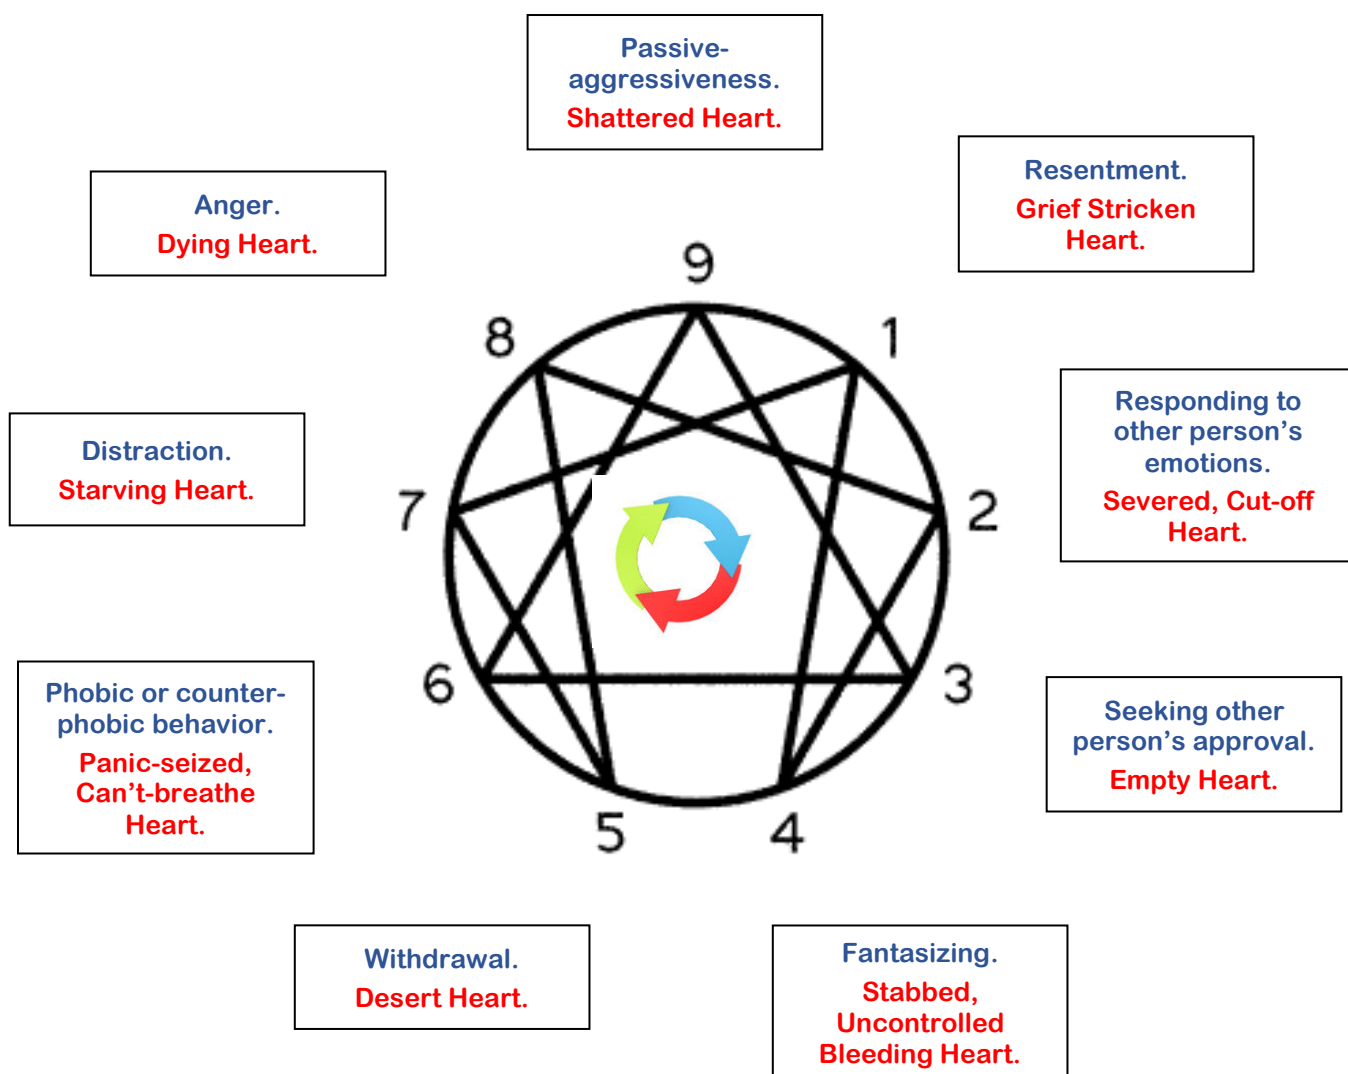 Passive-
aggressiveness.
Shattered Heart.
Resentment.
Grief Stricken
Heart.
Anger.
Dying Heart.
9
8
1
Responding to
other person’s
emotions.
Severed, Cut-off
Heart.
Distraction.
Starving Heart.
7
2
Phobic or counter-
phobic behavior.
Panic-seized,
Can’t-breathe
Heart.
6
3
Seeking other
person’s approval.
Empty Heart.
5
4
Withdrawal.
Desert Heart.
Fantasizing.
Stabbed,
Uncontrolled
Bleeding Heart.